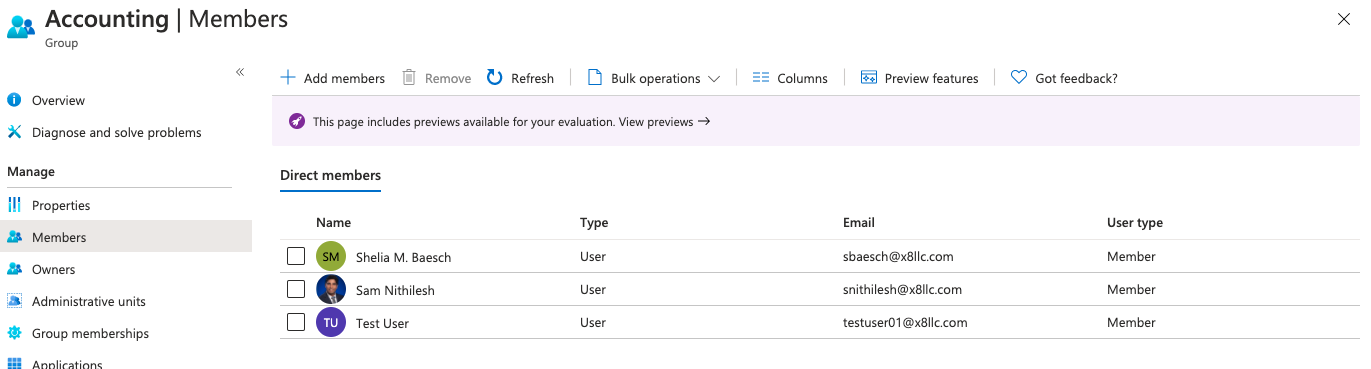 Accounting | Members
Group
«
Overview
Diagnose and solve problems
Manage
Properties
Members
Owners
Administrative units
Group memberships
Applications
Add members Remove Refresh Bulk operations Columns Preview features Got feedback?
This page includes previews available for your evaluation. View previews →
Direct members
Name Type Email User type
SM Shelia M. Baesch User sbaesch@x8llc.com Member
Sam Nithilesh User snithilesh@x8llc.com Member
TU Test User User testuser01@x8llc.com Member